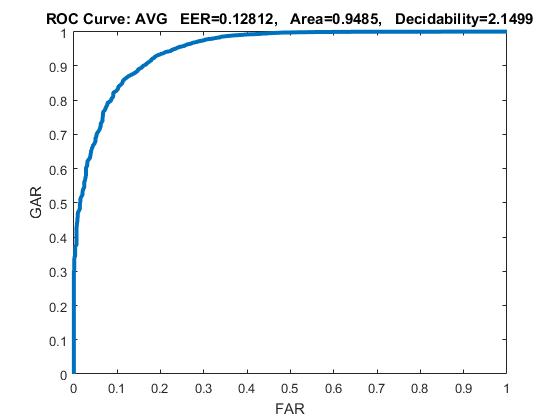 ROC Curve: AVG   EER=0.12812,   Area=0.9485,   Decidability=2.1499
1
0.9
0.8
0.7
0.6
0.5
0.4
0.3
0.2
0.1
0
GAR
0 0.1 0.2 0.3 0.4 0.5 0.6 0.7 0.8 0.9 1
FAR